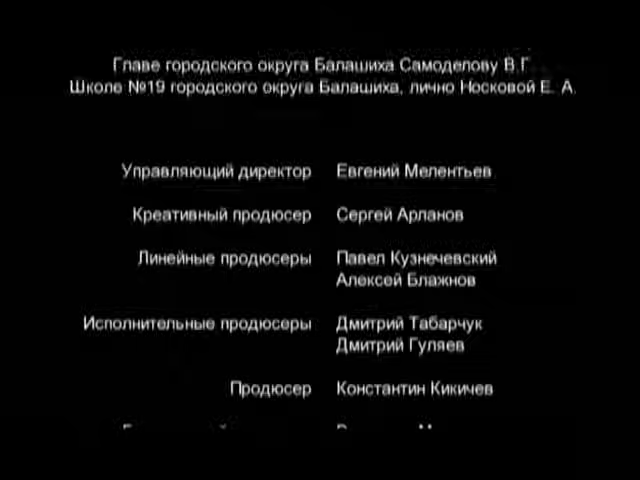 Главе городского округа Балашиха Самоделову В.Г.
Школе №19 городского округа Балашиха, лично Носковой Е. А.
Управляющий директор Евгений Мелентьев
Креативный продюсер Сергей Арланов
Линейные продюсеры Павел Кузнечевский
Алексей Блажнов
Исполнительные продюсеры Дмитрий Табарчук
Дмитрий Гуляев
Продюсер Константин Кикичев